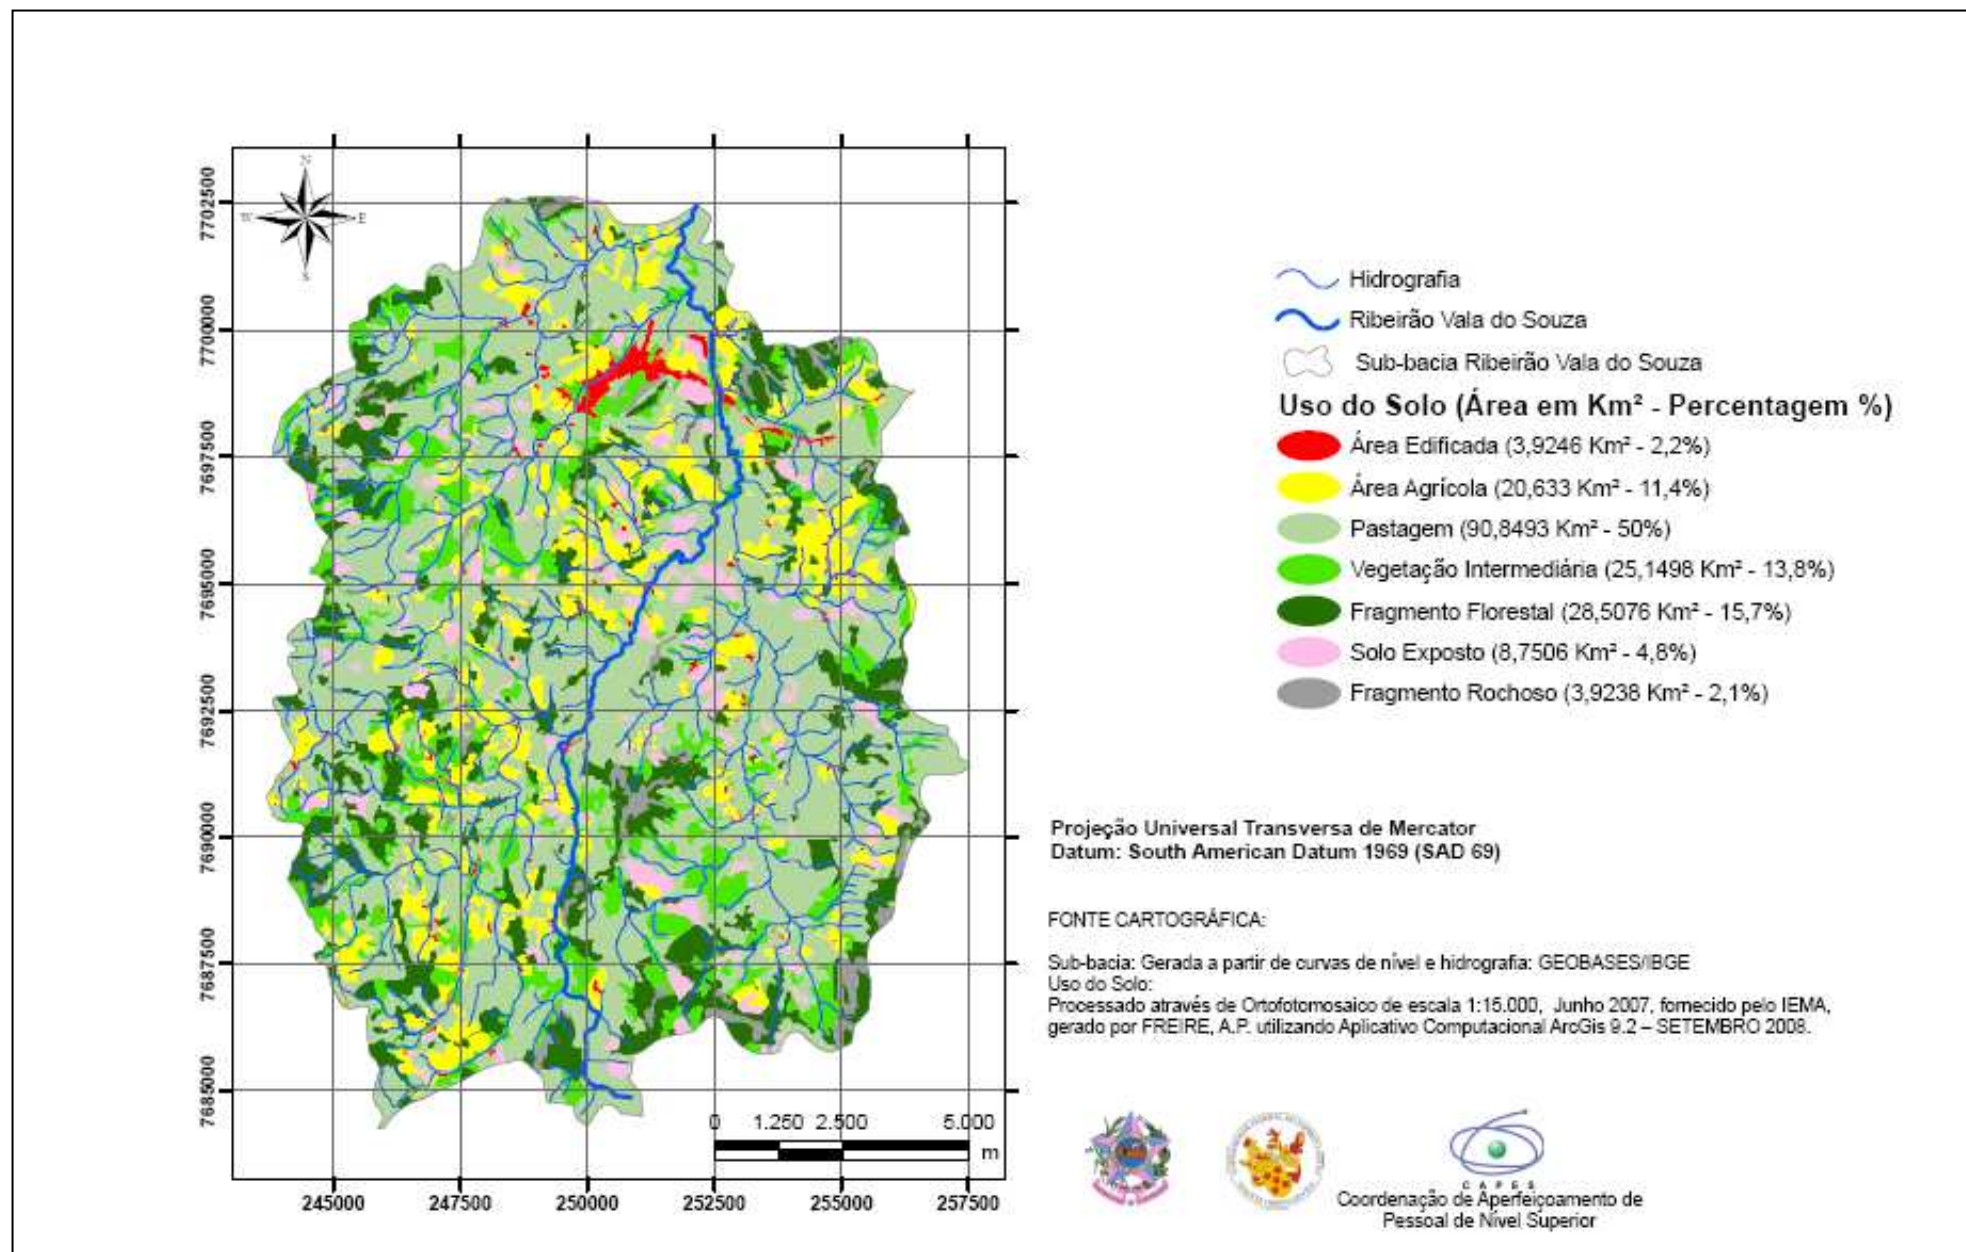 N
W
E
S
7702500
7700000
7697500
7695000
7692500
7690000
7687500
7685000
245000
247500
250000
252500
255000
257500
0
1.250
2.500
5.000
m
Hidrografia
Ribeirão Vala do Souza
Sub-bacia Ribeirão Vala do Souza
Uso do Solo (Área em Km² - Percentagem %)
Área Edificada (3,9246 Km² - 2,2%)
Área Agrícola (20,633 Km² - 11,4%)
Pastagem (90,8493 Km² - 50%)
Vegetação Intermediária (25,1498 Km² - 13,8%)
Fragmento Florestal (28,5076 Km² - 15,7%)
Solo Exposto (8,7506 Km² - 4,8%)
Fragmento Rochoso (3,9238 Km² - 2,1%)
Projeção Universal Transversa de Mercator
Datum: South American Datum 1969 (SAD 69)
FONTE CARTOGRÁFICA:
Sub-bacia: Gerada a partir de curvas de nível e hidrografia: GEOBASES/IBGE
Uso do Solo:
Processado através de Ortofotomosaico de escala 1:15.000, Junho 2007, fornecido pelo IEMA,
gerado por FREIRE, A.P. utilizando Aplicativo Computacional ArcGis 9.2 – SETEMBRO 2008.
CAPES
Coordenação de Aperfeiçoamento de
Pessoal de Nível Superior